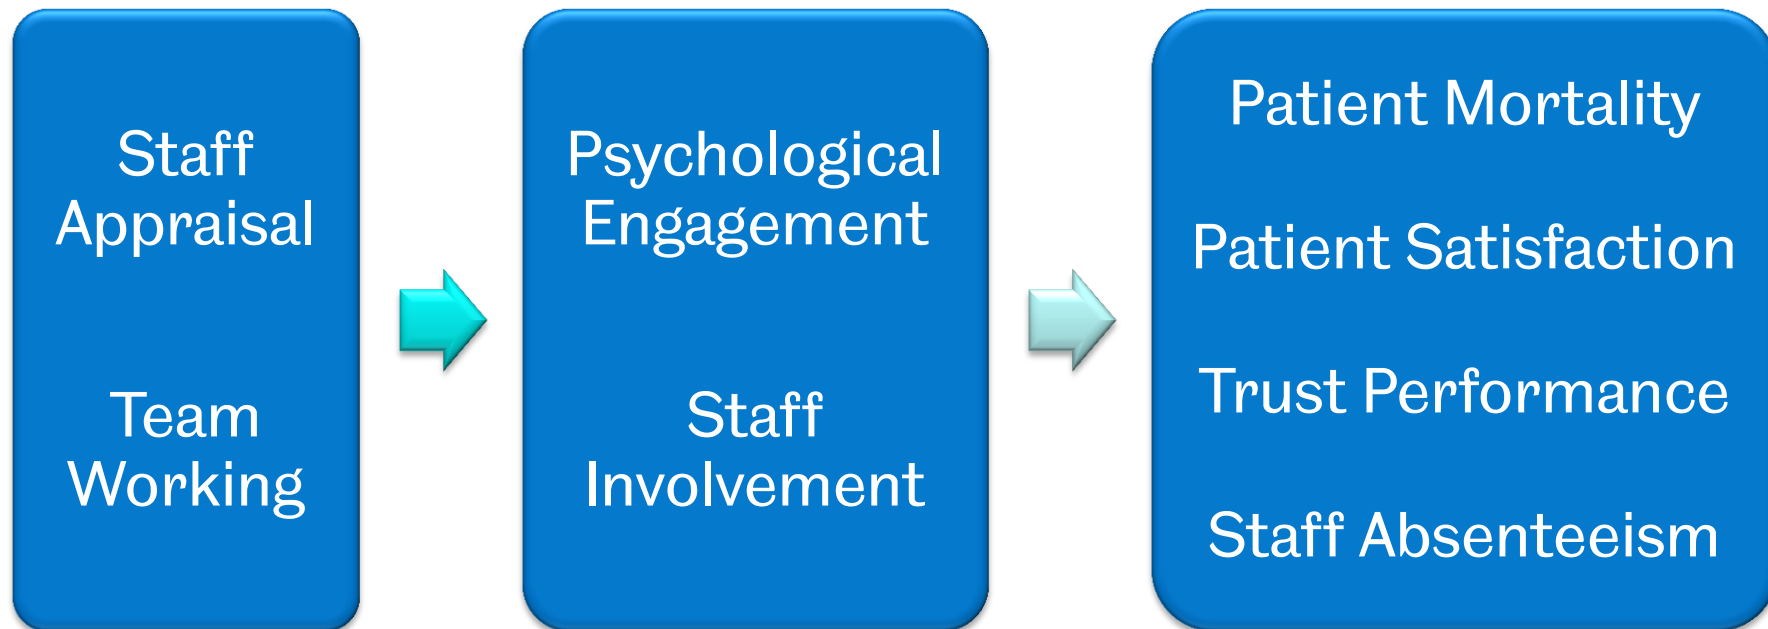 Staff
Appraisal
Team
Working
Psychological
Engagement
Staff
Involvement
Patient Mortality
Patient Satisfaction
Trust Performance
Staff Absenteeism